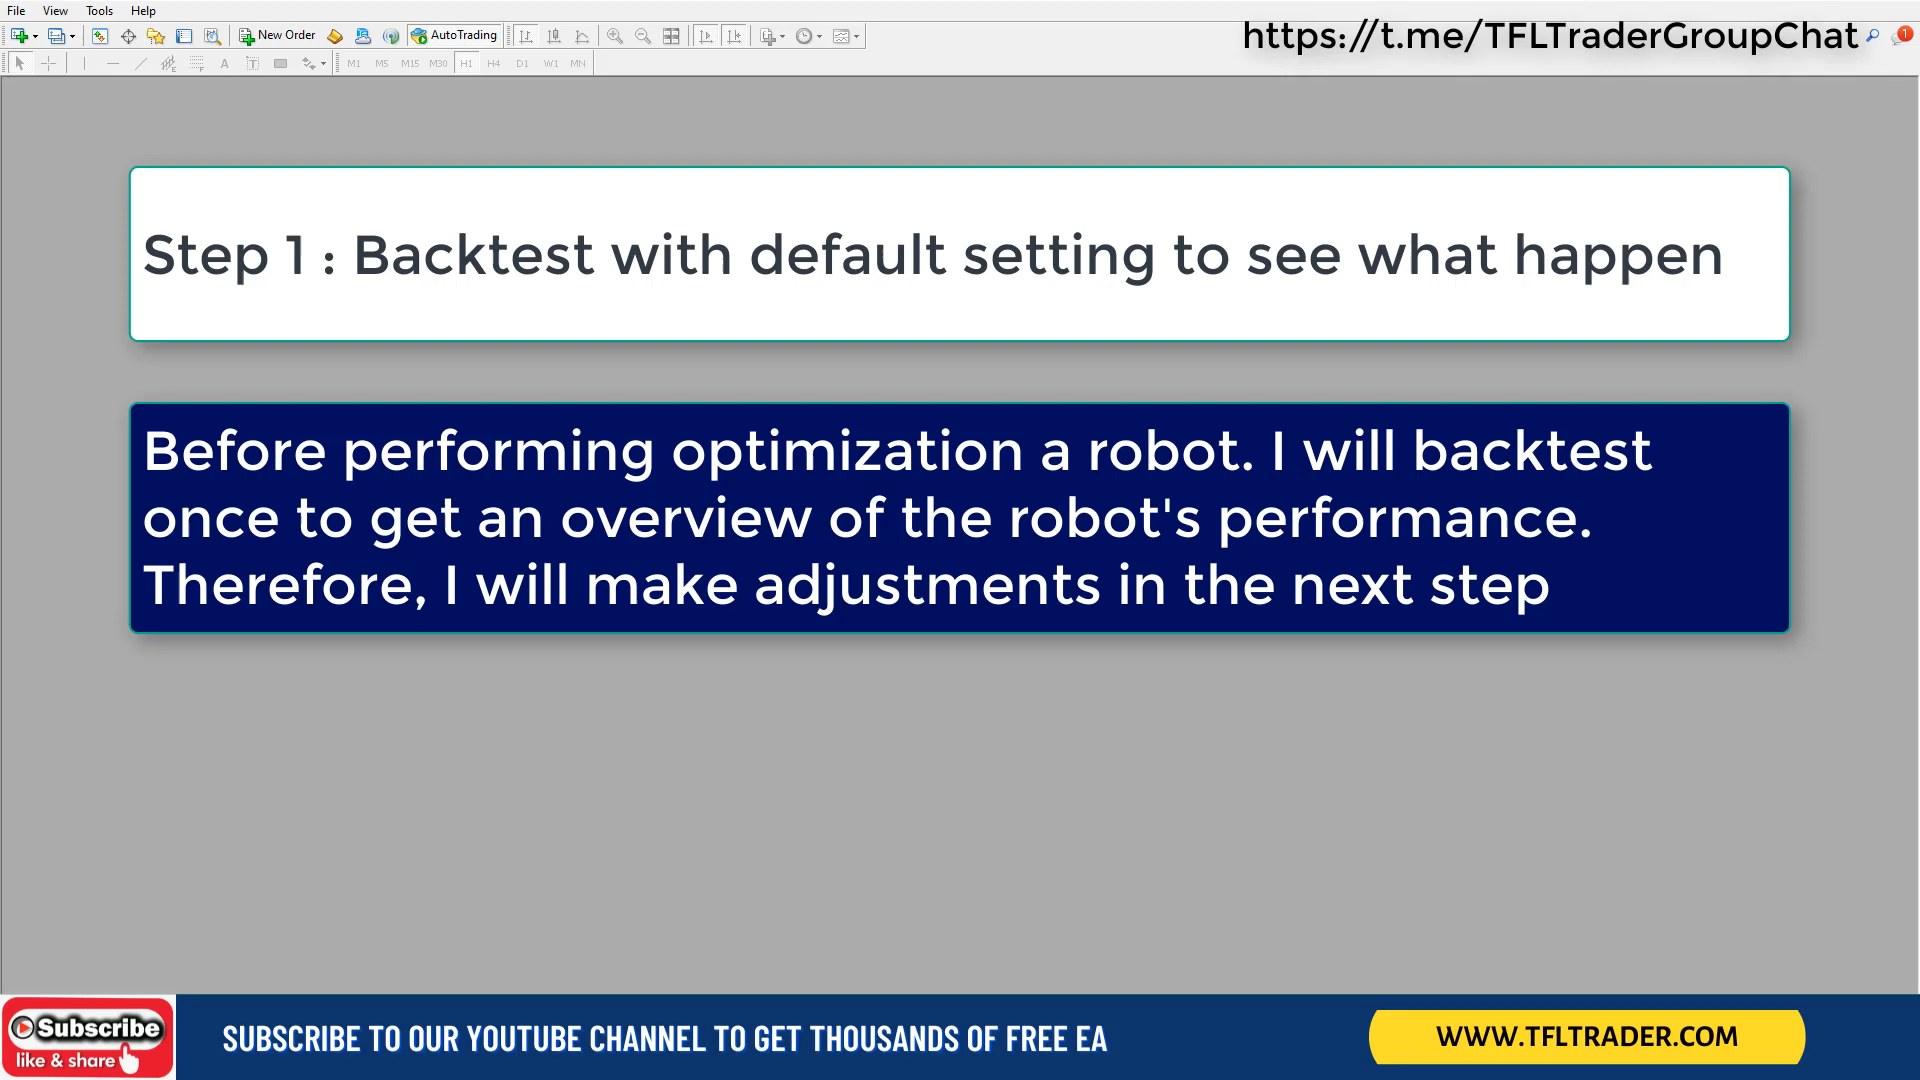 File View Tools Help
New Order AutoTrading
https://t.me/TFLTraderGroupChat
1
A T M1 M5 M15 M30 H1 H4 D1 W1 MN
Step 1 : Backtest with default setting to see what happen
Before performing optimization a robot. I will backtest
once to get an overview of the robot's performance.
Therefore, I will make adjustments in the next step
Subscribe
like & share
SUBSCRIBE TO OUR YOUTUBE CHANNEL TO GET THOUSANDS OF FREE EA
WWW.TFLTRADER.COM